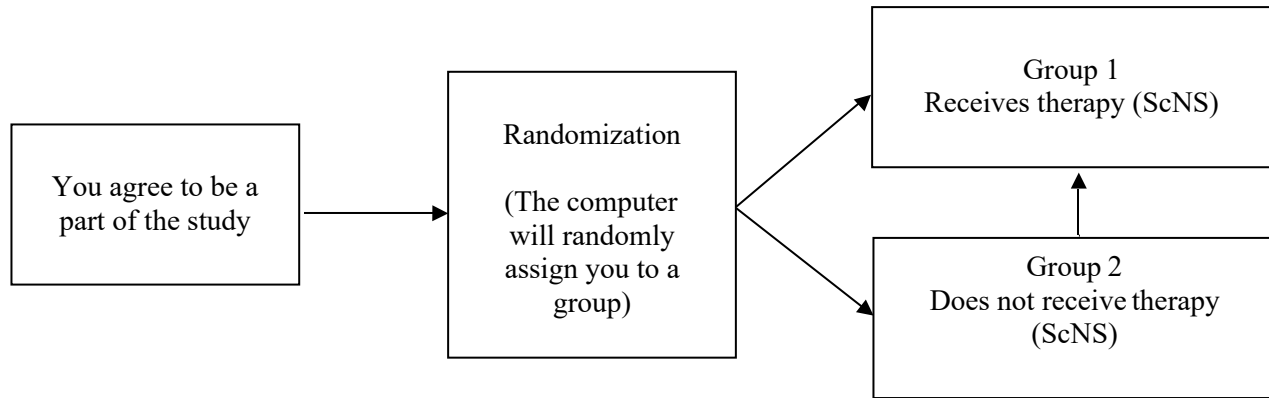 You agree to be a
part of the study
Randomization
(The computer
will randomly
assign you to a
group)
Group 1
Receives therapy (ScNS)
Group 2
Does not receive therapy
(ScNS)